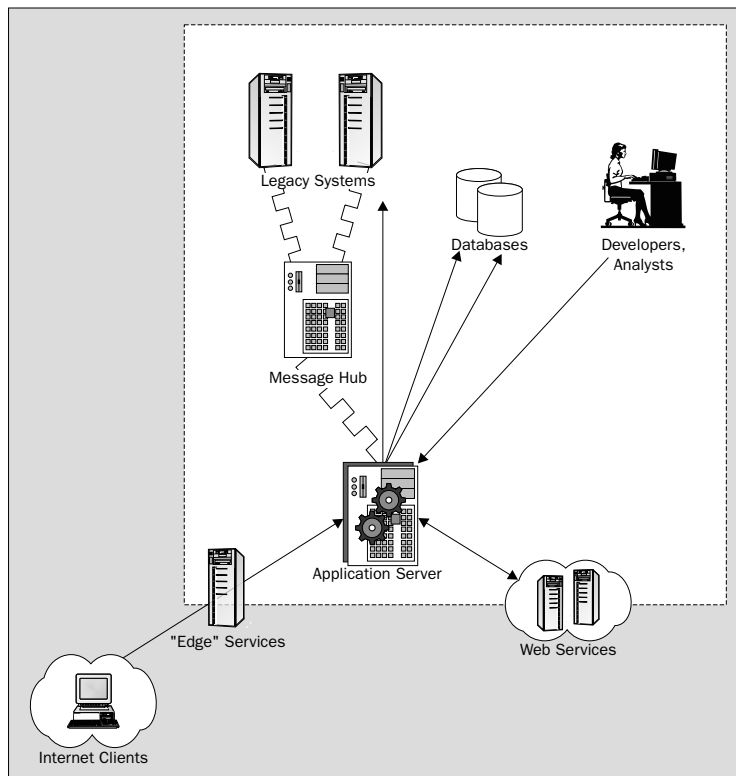 Legacy Systems
Databases
Developers,
Analysts
Message Hub
Application Server
"Edge" Services
Web Services
Internet Clients